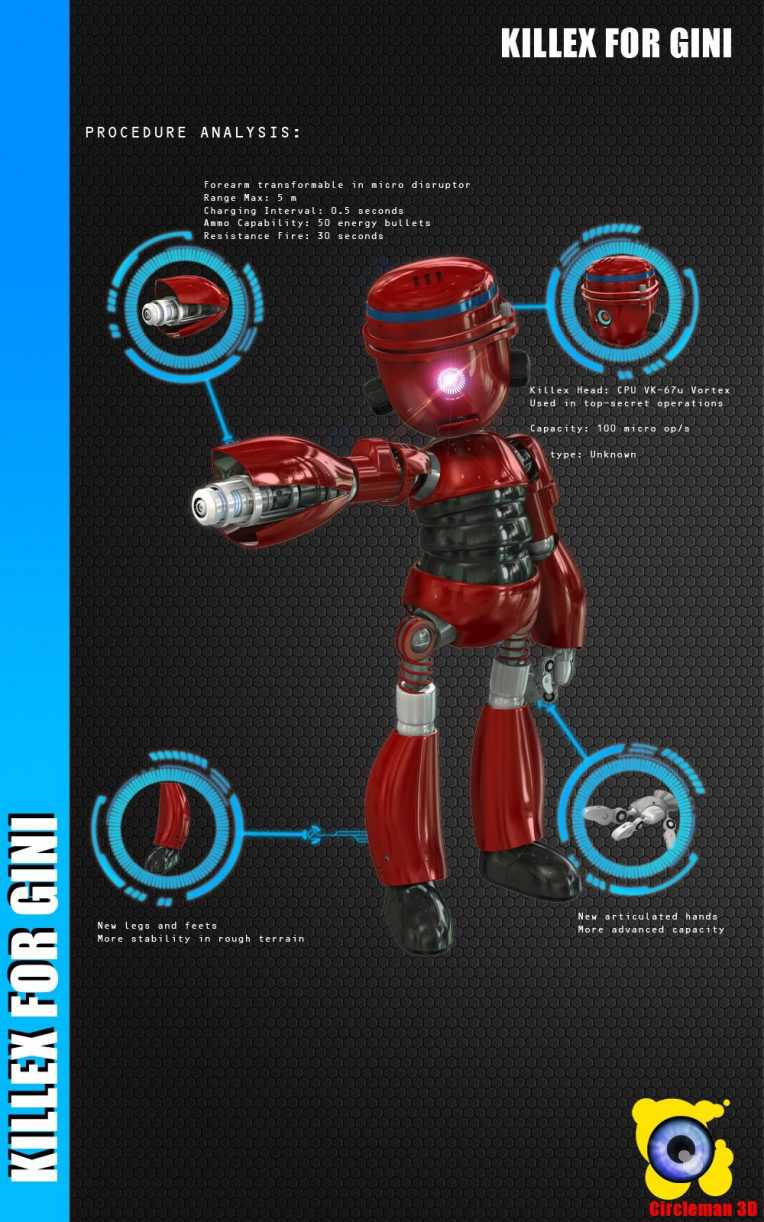 KILLEX FOR GINI
PROCEDURE ANALYSIS:
Forearm transformable in micro disruptor
Range Max: 5 m
Charging Interval: 0.5 seconds
Ammo Capability: 50 energy bullets
Resistance Fire: 30 seconds
Killex Head: CPU VK-67u Vortex
Used in top-secret operations
Capacity: 100 micro op/s
type: Unknown
New legs and feets
More stability in rough terrain
New articulated hands
More advanced capacity
KILLEX FOR GINI
Circleman 3D